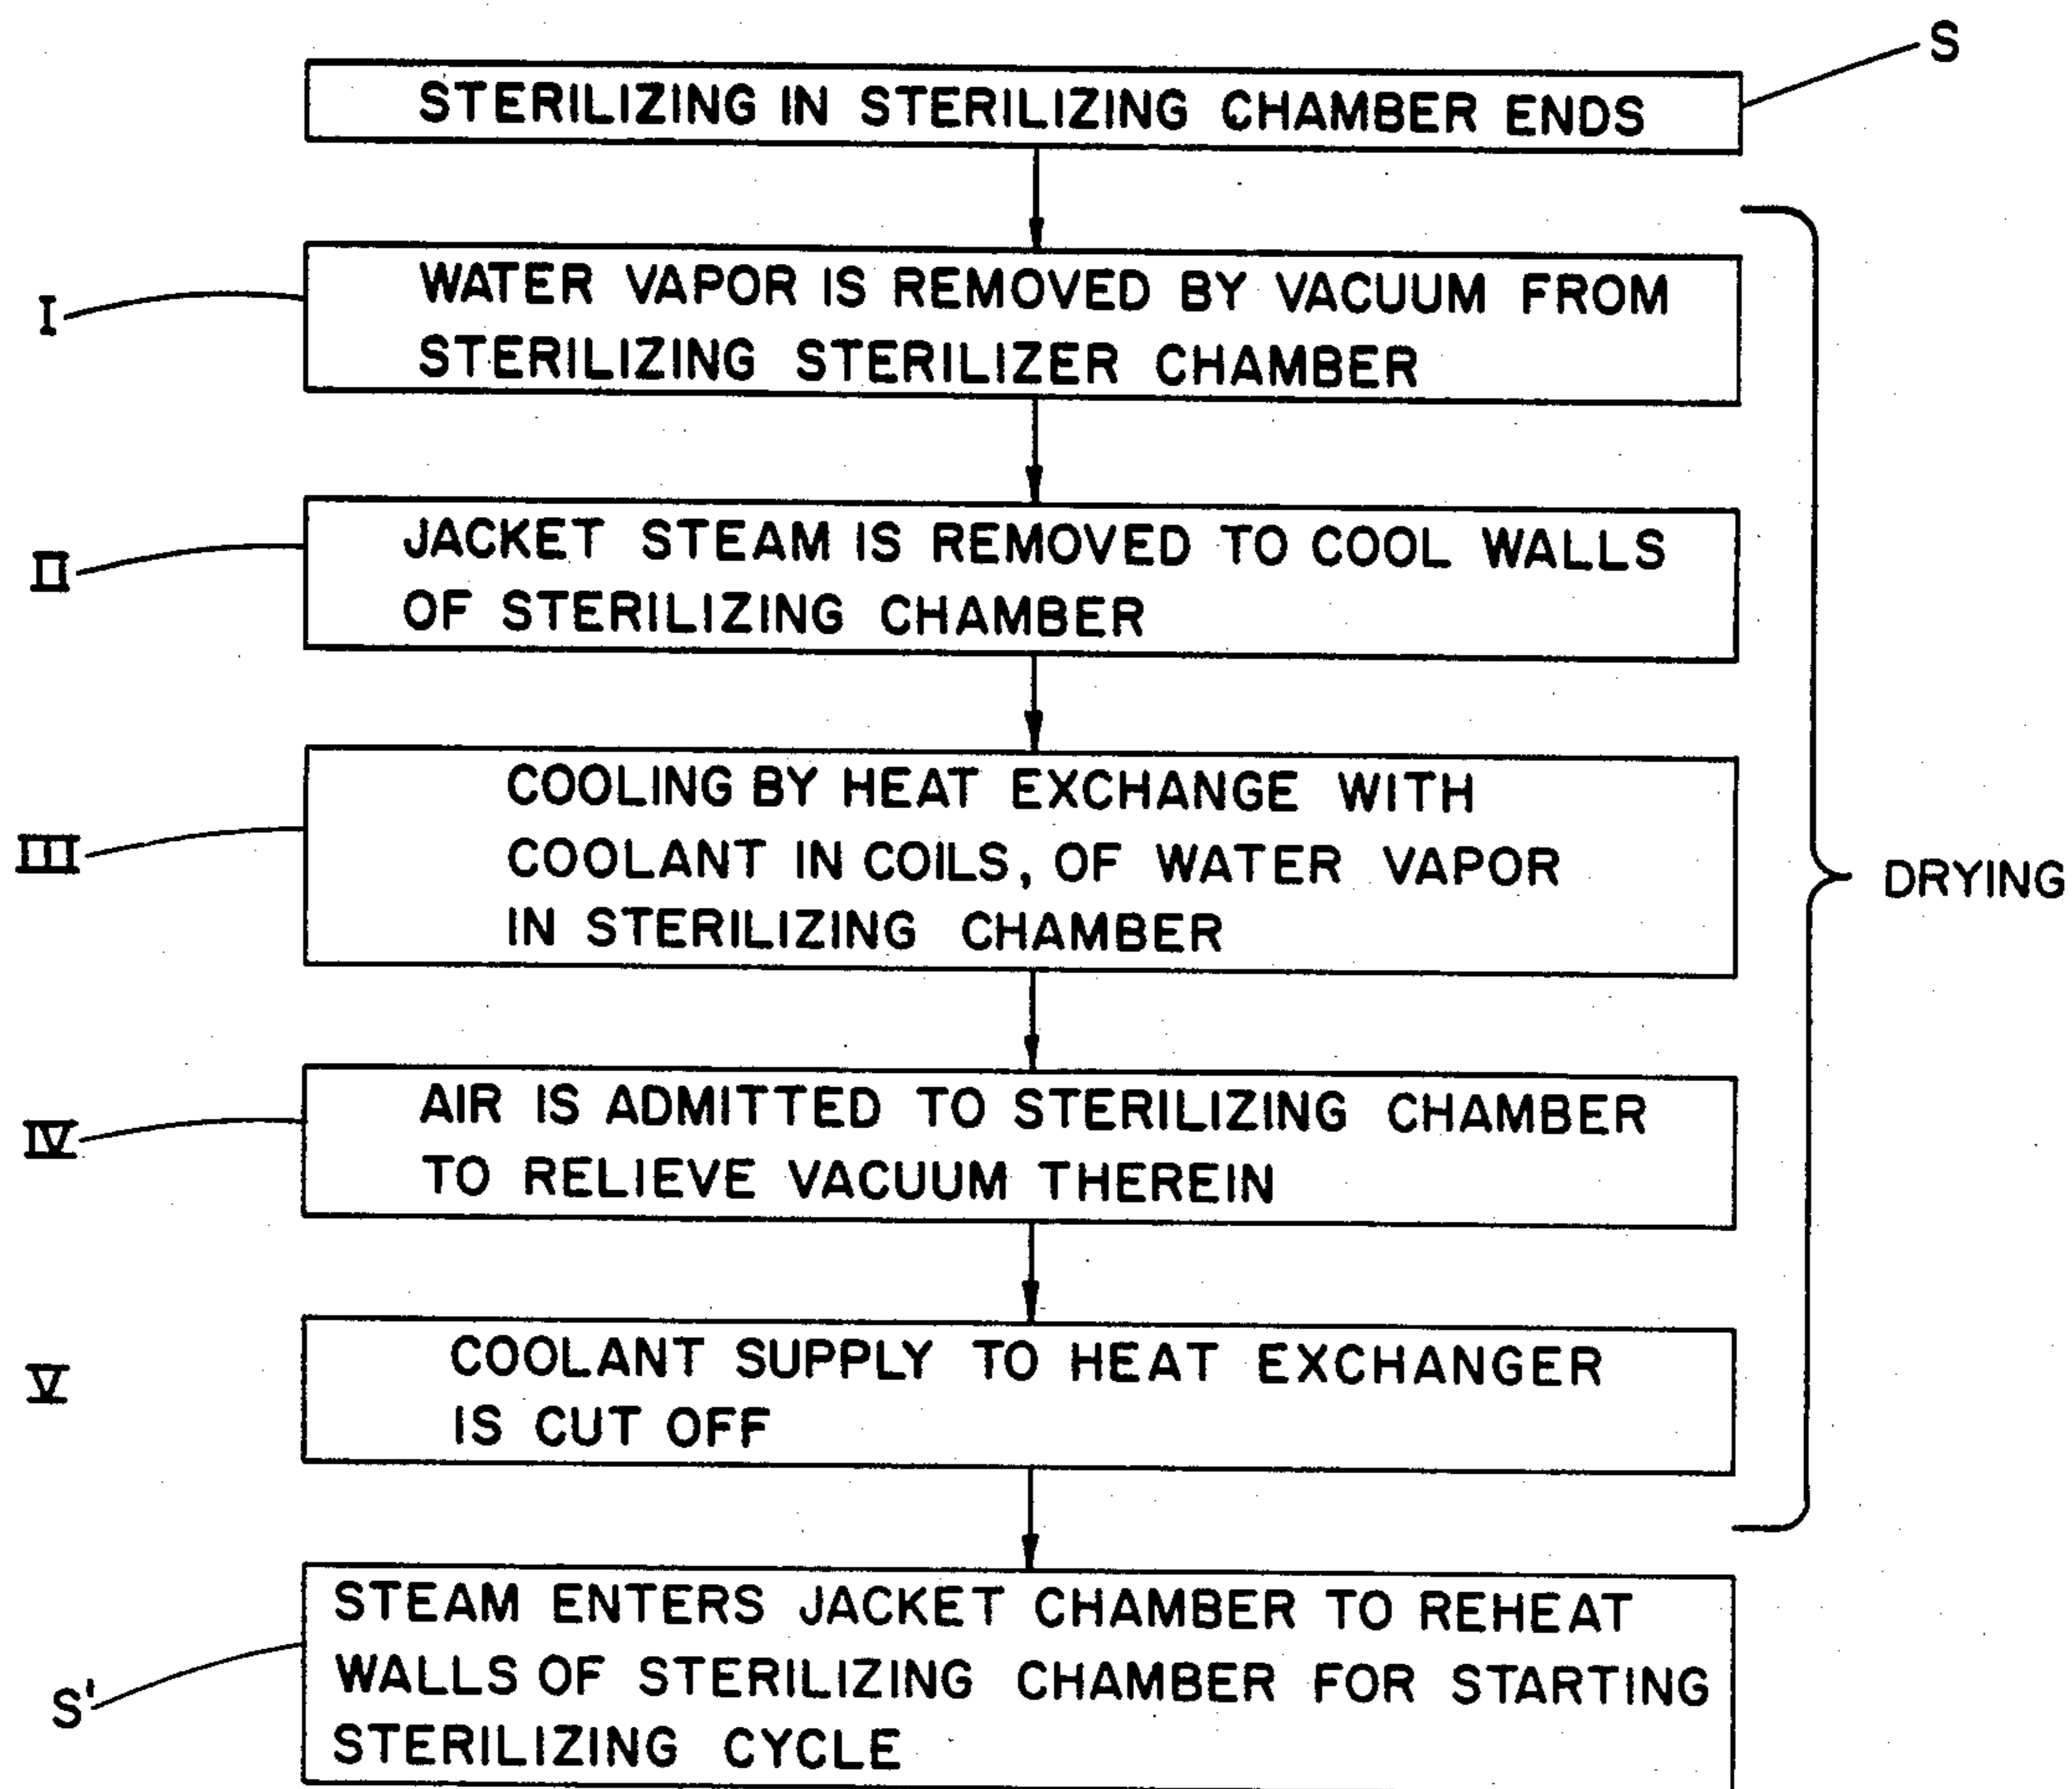 S
STERILIZING IN STERILIZING CHAMBER ENDS
I
WATER VAPOR IS REMOVED BY VACUUM FROM
STERILIZING STERILIZER CHAMBER
II
JACKET STEAM IS REMOVED TO COOL WALLS
OF STERILIZING CHAMBER
III
COOLING BY HEAT EXCHANGE WITH
COOLANT IN COILS, OF WATER VAPOR
IN STERILIZING CHAMBER
DRYING
IV
AIR IS ADMITTED TO STERILIZING CHAMBER
TO RELIEVE VACUUM THEREIN
V
COOLANT SUPPLY TO HEAT EXCHANGER
IS CUT OFF
S'
STEAM ENTERS JACKET CHAMBER TO REHEAT
WALLS OF STERILIZING CHAMBER FOR STARTING
STERILIZING CYCLE